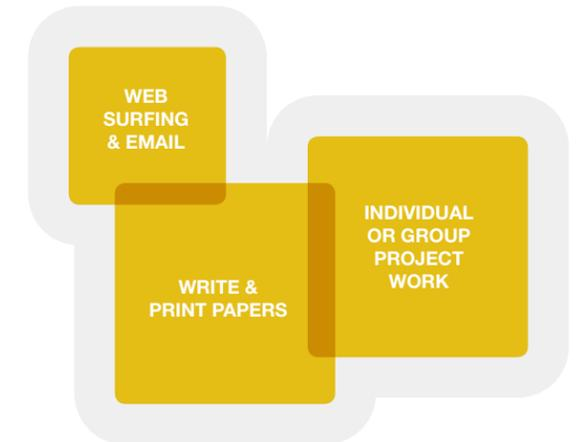 WEB
SURFING
& EMAIL
INDIVIDUAL
OR GROUP
PROJECT
WORK
WRITE &
PRINT PAPERS